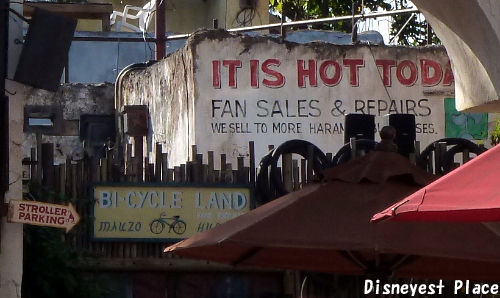 IT IS HOT TODA
FAN SALES & REPAIRS
WE SELL TO MORE HARAM SES.
BI-CYCLE LAND
MAUZO
STROLLER
PARKING
Disneyest Place